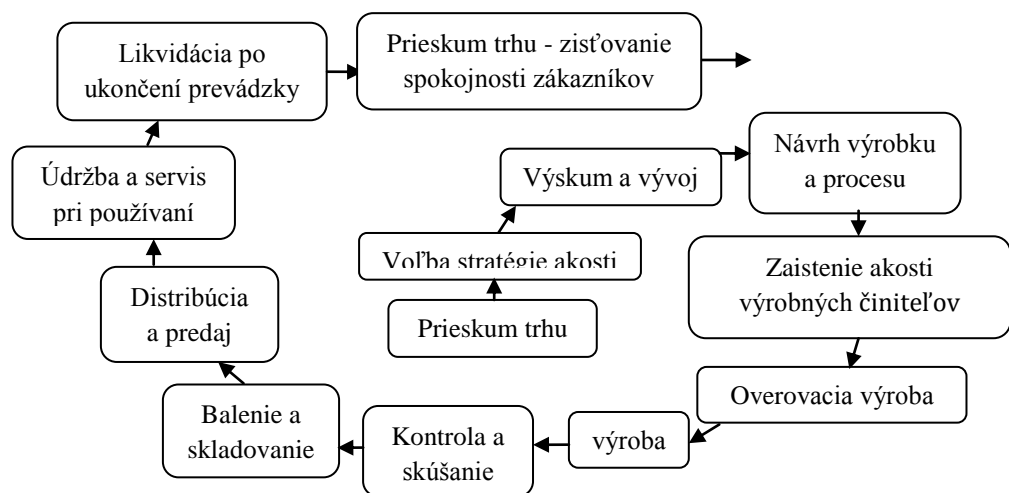 Likvidácia po
ukončení prevádzky
Prieskum trhu - zisťovanie
spokojnosti zákazníkov
Návrh výrobku
a procesu
Výskum a vývoj
Údržba a servis
pri používaní
Voľba stratégie akosti
Zaistenie akosti
výrobných činiteľov
Distribúcia
a predaj
Prieskum trhu
Overovacia výroba
Balenie a
skladovanie
Kontrola a
skúšanie
výroba